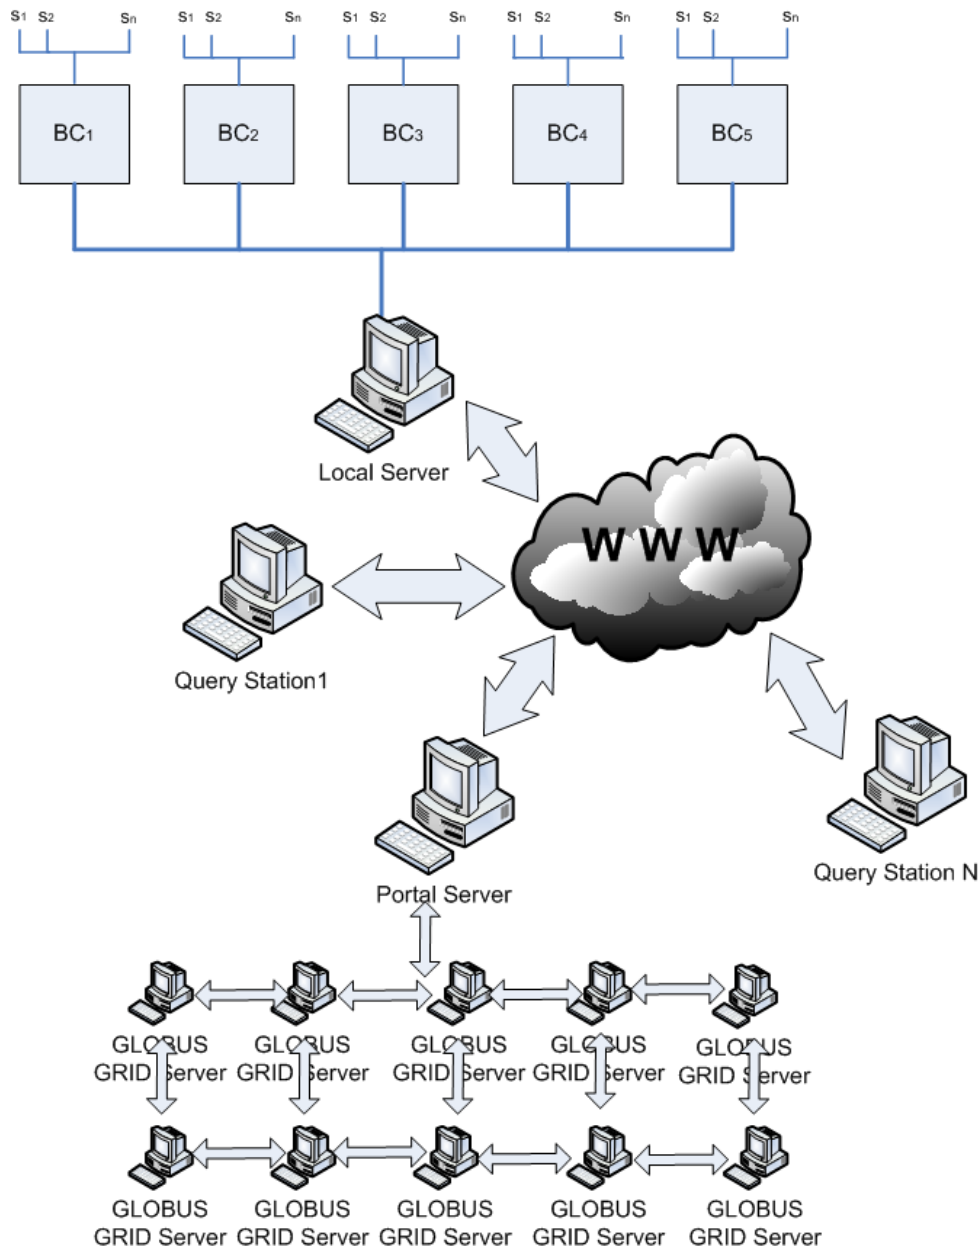 S1 S2 Sn S1 S2 Sn S1 S2 Sn S1 S2 Sn S1 S2 Sn
BC1 BC2 BC3 BC4 BC5
Local Server
W W W
Query Station1
Query Station N
Portal Server
GLOBUS GLOBUS GLOBUS GLOBUS GLOBUS
GRID Server GRID Server GRID Server GRID Server GRID Server
GLOBUS GLOBUS GLOBUS GLOBUS GLOBUS
GRID Server GRID Server GRID Server GRID Server GRID Server